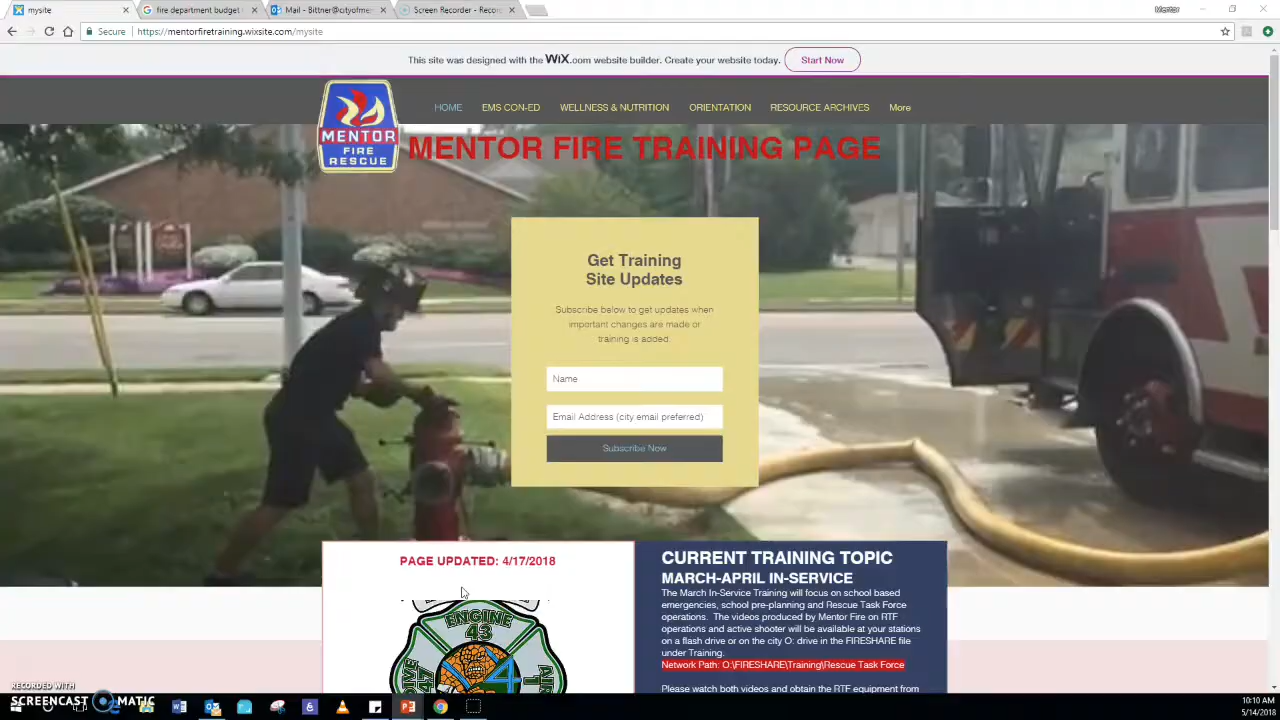 mysite
fire department budget
Mail - Bittner@cityofme
Screen Recorder - Reco
Mentor
Secure
https://mentorfiretraining.wixsite.com/mysite
This site was designed with the WiX.com website builder. Create your website today.
Start Now
HOME
EMS CON-ED
WELLNESS & NUTRITION
ORIENTATION
RESOURCE ARCHIVES
More
MENTOR
FIRE
RESCUE
MENTOR FIRE TRAINING PAGE
Get Training
Site Updates
Subscribe below to get updates when
important changes are made or
training is added.
Name
Email Address (city email preferred)
Subscribe Now
PAGE UPDATED: 4/17/2018
ENGINE
43
CURRENT TRAINING TOPIC
MARCH-APRIL IN-SERVICE
The March In-Service Training will focus on school based
emergencies, school pre-planning and Rescue Task Force
operations. The videos produced by Mentor Fire on RTF
operations and active shooter will be available at your stations
on a flash drive or on the city O: drive in the FIRESHARE file
under Training.
Network Path: O:\FIRESHARE\Training\Rescue Task Force
Please watch both videos and obtain the RTF equipment from
RECORDED WITH
SCREENCAST MATIC
10:10 AM
5/14/2018